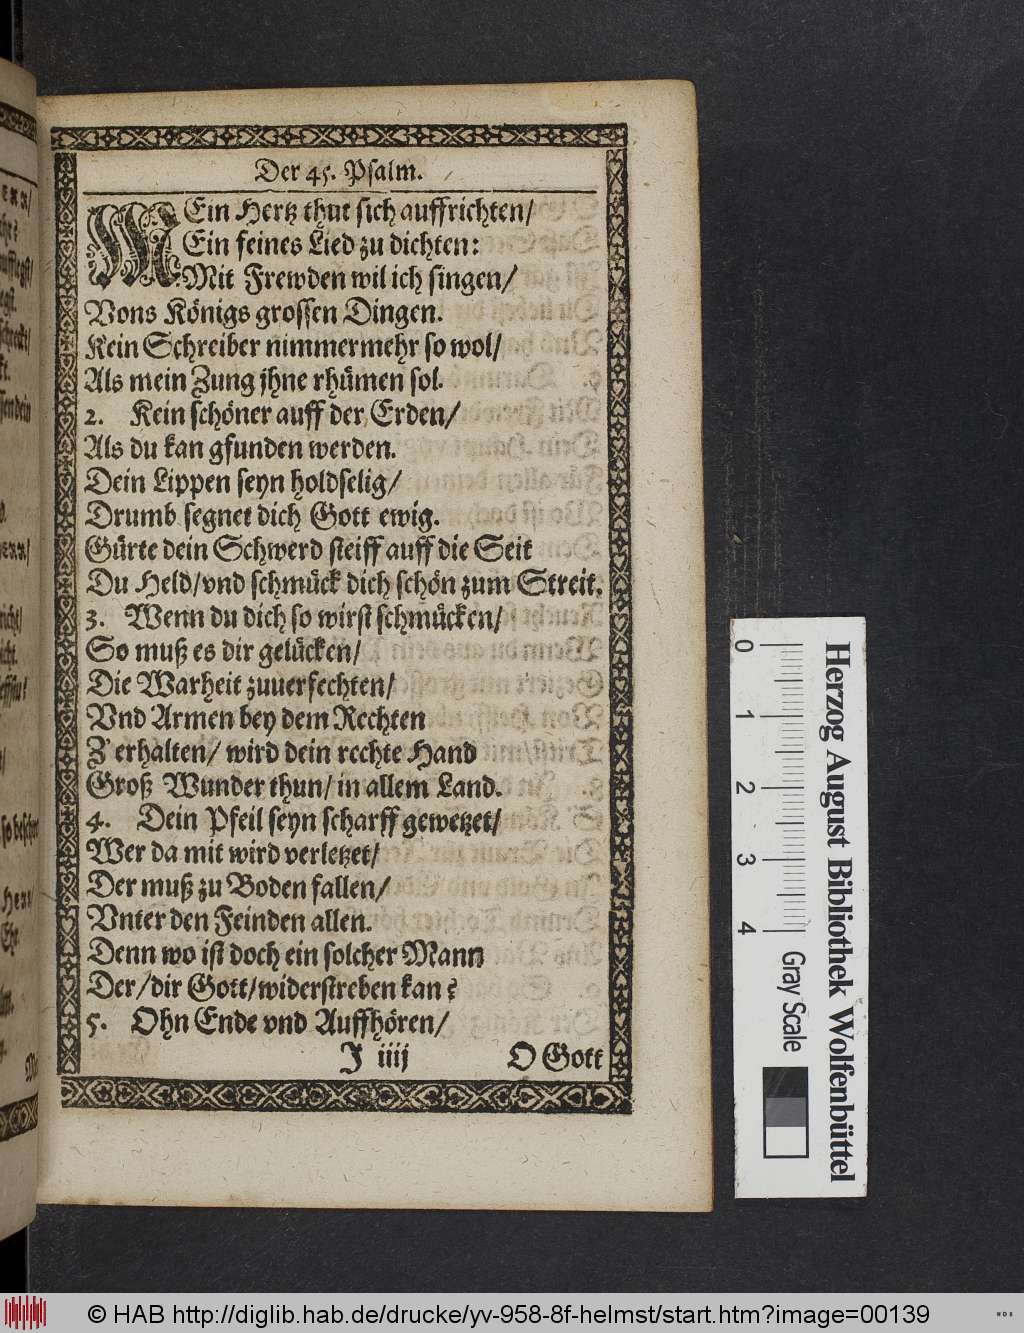 Der 45. Psalm.
MEin Hertz thut sich auffrichten/
Ein feines Lied zu dichten:
Mit Frewden wil ich singen/
Vons Königs grossen Dingen.
Kein Schreiber nimmermehr so wol/
Als mein Zung jhne rhümen sol.
2. Kein schöner auff der Erden/
Als du kan gfunden werden.
Dein Lippen seyn holdselig/
Drumb segnet dich Gott ewig.
Gürte dein Schwerd steiff auff die Seit
Du Held/vnd schmück dich schön zum Streit.
3. Wenn du dich so wirst schmücken/
So muß es dir gelücken/
Die Warheit zuuerfechten/
Vnd Armen bey dem Rechten
Z'erhalten/ wird dein rechte Hand
Groß Wunder thun/ in allem Land.
4. Dein Pfeil seyn scharff gewetzet/
Wer da mit wird verletzet/
Der muß zu Boden fallen/
Vnter den Feinden allen.
Denn wo ist doch ein solcher Mann
Der/dir Gott/widerstreben kan?
5. Ohn Ende vnd Auffhören/
J iiij O Gott
Herzog August Bibliothek Wolfenbüttel
0 1 2 3 4 Gray Scale
© HAB http://diglib.hab.de/drucke/yv-958-8f-helmst/start.htm?image=00139